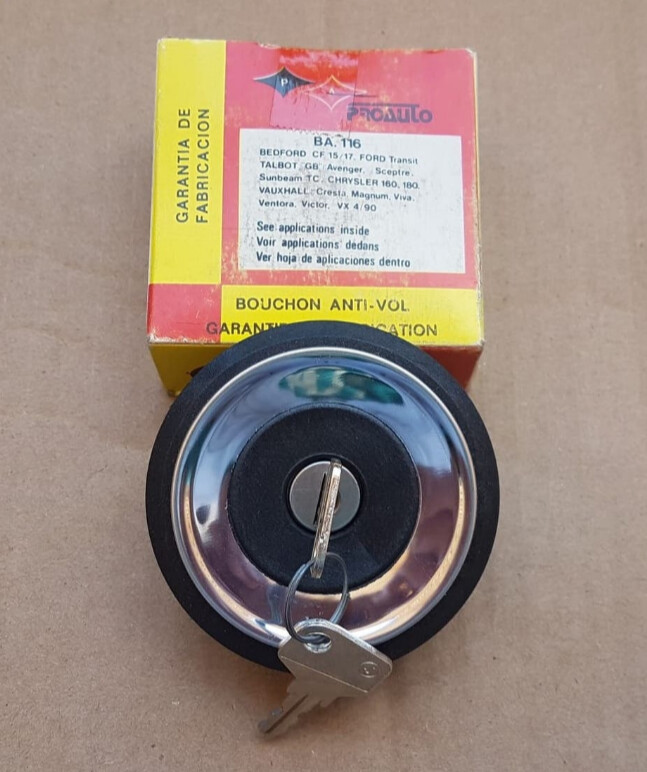 GARANTIA DE
FABRICACION
P A
PROAUTO
BA. 116
BEDFORD CF 15/17. FORD Transit
TALBOT GB Avenger, Sceptre,
Sunbeam TC. CHRYSLER 160, 180.
VAUXHALL: Cresta, Magnum, Viva.
Ventora, Victor, VX 4/90
See applications inside
Voir applications dedans
Ver hoja de aplicaciones dentro
BOUCHON ANTI-VOL